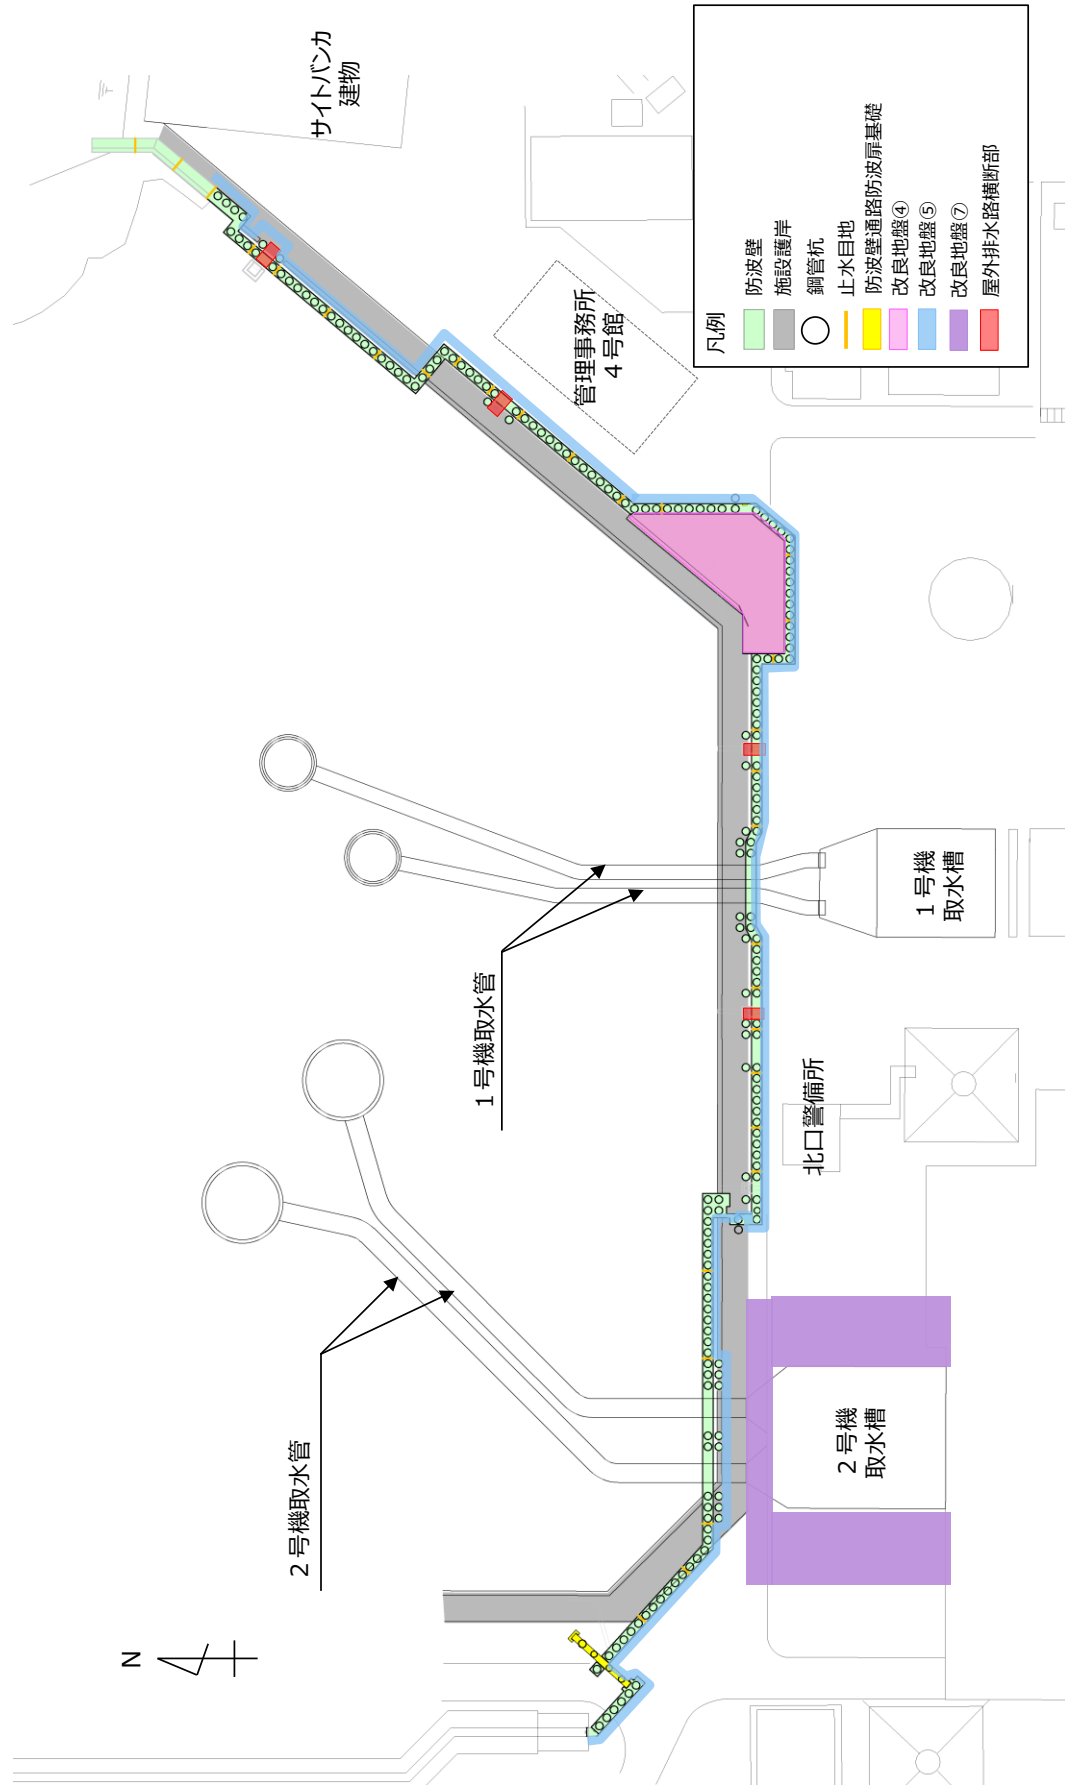 サイトバンカ
建物
凡例
防波壁
施設護岸
鋼管杭
止水目地
防波壁通路防波扉基礎
改良地盤④
改良地盤⑤
改良地盤⑦
屋外排水路横断部
管理事務所
４号館
1号機取水管
1号機
取水槽
北口警備所
2号機取水管
2号機
取水槽
N